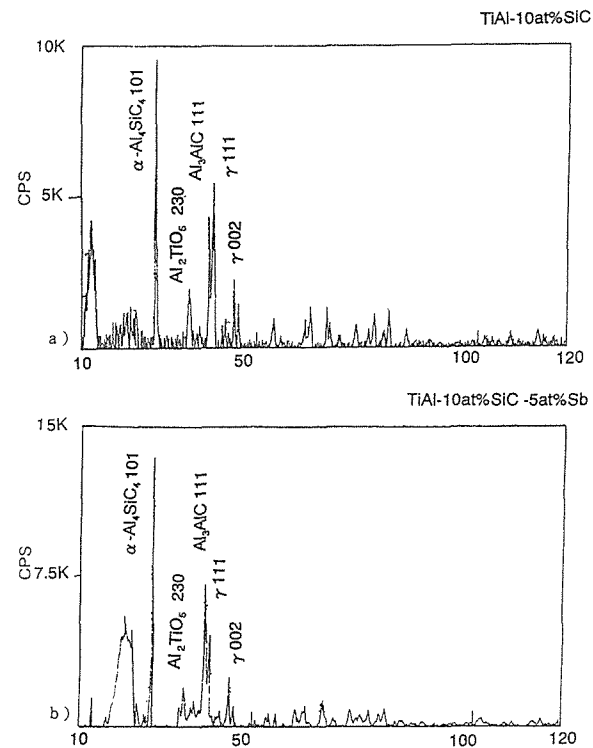 TiAl-10at%SiC
10K
5K
CPS
α-Al₄SiC₄ 101
Al₂TiO₅ 230
Al₃AlC 111
γ 111
γ 002
a)
10 50 100 120
TiAl-10at%SiC -5at%Sb
15K
7.5K
CPS
α-Al₄SiC₄ 101
Al₂TiO₅ 230
Al₃AlC 111
γ 111
γ 002
b)
10 50 100 120